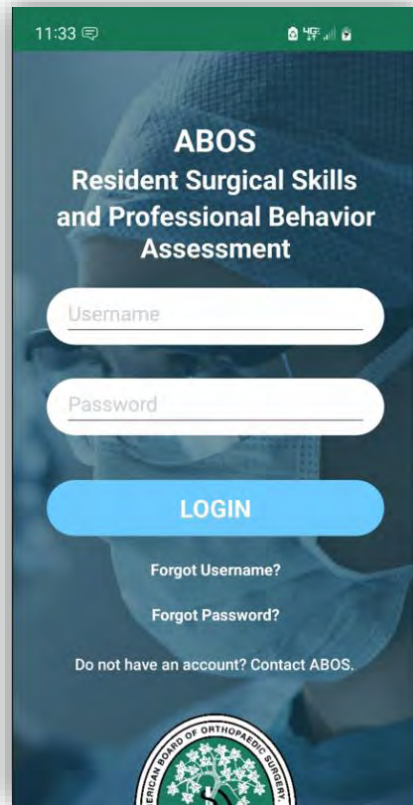 11:33
4G
ABOS
Resident Surgical Skills
and Professional Behavior
Assessment
Username
Password
LOGIN
Forgot Username?
Forgot Password?
Do not have an account? Contact ABOS.
AMERICAN BOARD OF ORTHOPAEDIC SURGERY,